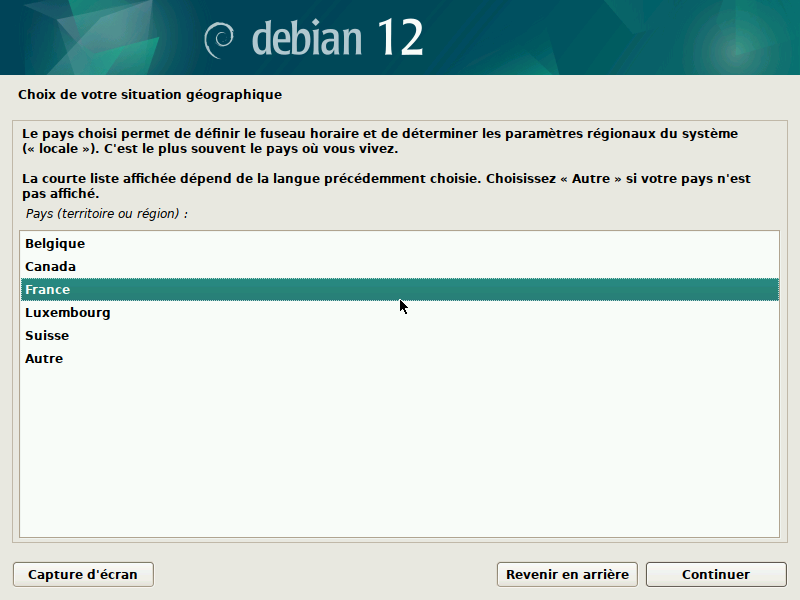 debian 12
Choix de votre situation géographique
Le pays choisi permet de définir le fuseau horaire et de déterminer les paramètres régionaux du système
(« locale »). C'est le plus souvent le pays où vous vivez.
La courte liste affichée dépend de la langue précédemment choisie. Choisissez « Autre » si votre pays n'est
pas affiché.
Pays (territoire ou région) :
Belgique
Canada
France
Luxembourg
Suisse
Autre
Capture d'écran
Revenir en arrière
Continuer